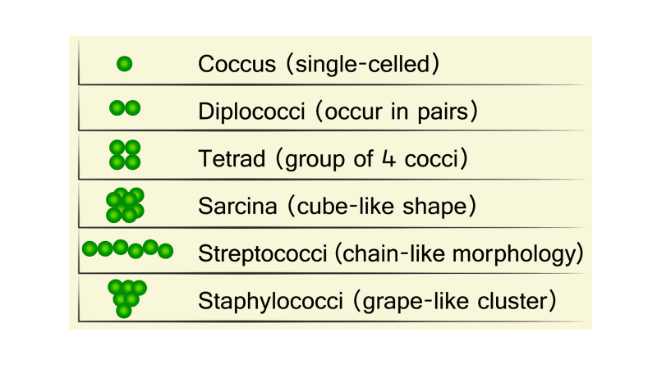 Coccus (single-celled)
Diplococci (occur in pairs)
Tetrad (group of 4 cocci)
Sarcina (cube-like shape)
Streptococci (chain-like morphology)
Staphylococci (grape-like cluster)